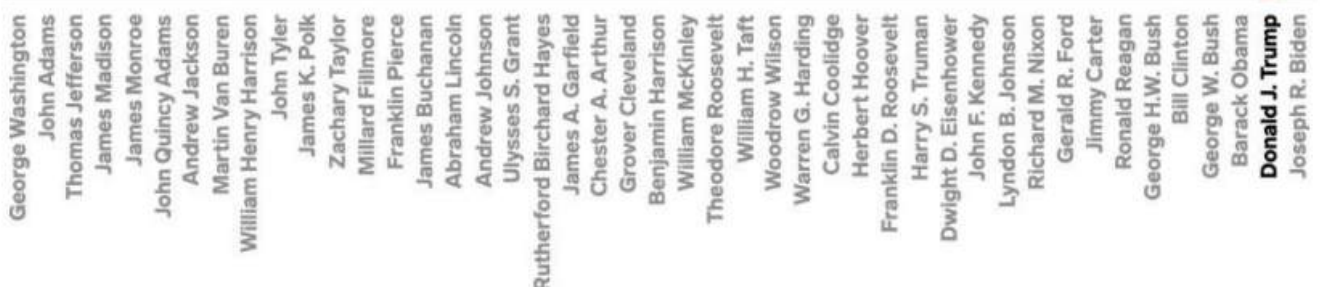 George Washington
John Adams
Thomas Jefferson
James Madison
James Monroe
John Quincy Adams
Andrew Jackson
Martin Van Buren
William Henry Harrison
John Tyler
James K. Polk
Zachary Taylor
Millard Fillmore
Franklin Pierce
James Buchanan
Abraham Lincoln
Andrew Johnson
Ulysses S. Grant
Rutherford Birchard Hayes
James A. Garfield
Chester A. Arthur
Grover Cleveland
Benjamin Harrison
William McKinley
Theodore Roosevelt
William H. Taft
Woodrow Wilson
Warren G. Harding
Calvin Coolidge
Herbert Hoover
Franklin D. Roosevelt
Harry S. Truman
Dwight D. Eisenhower
John F. Kennedy
Lyndon B. Johnson
Richard M. Nixon
Gerald R. Ford
Jimmy Carter
Ronald Reagan
George H.W. Bush
Bill Clinton
George W. Bush
Barack Obama
Donald J. Trump
Joseph R. Biden